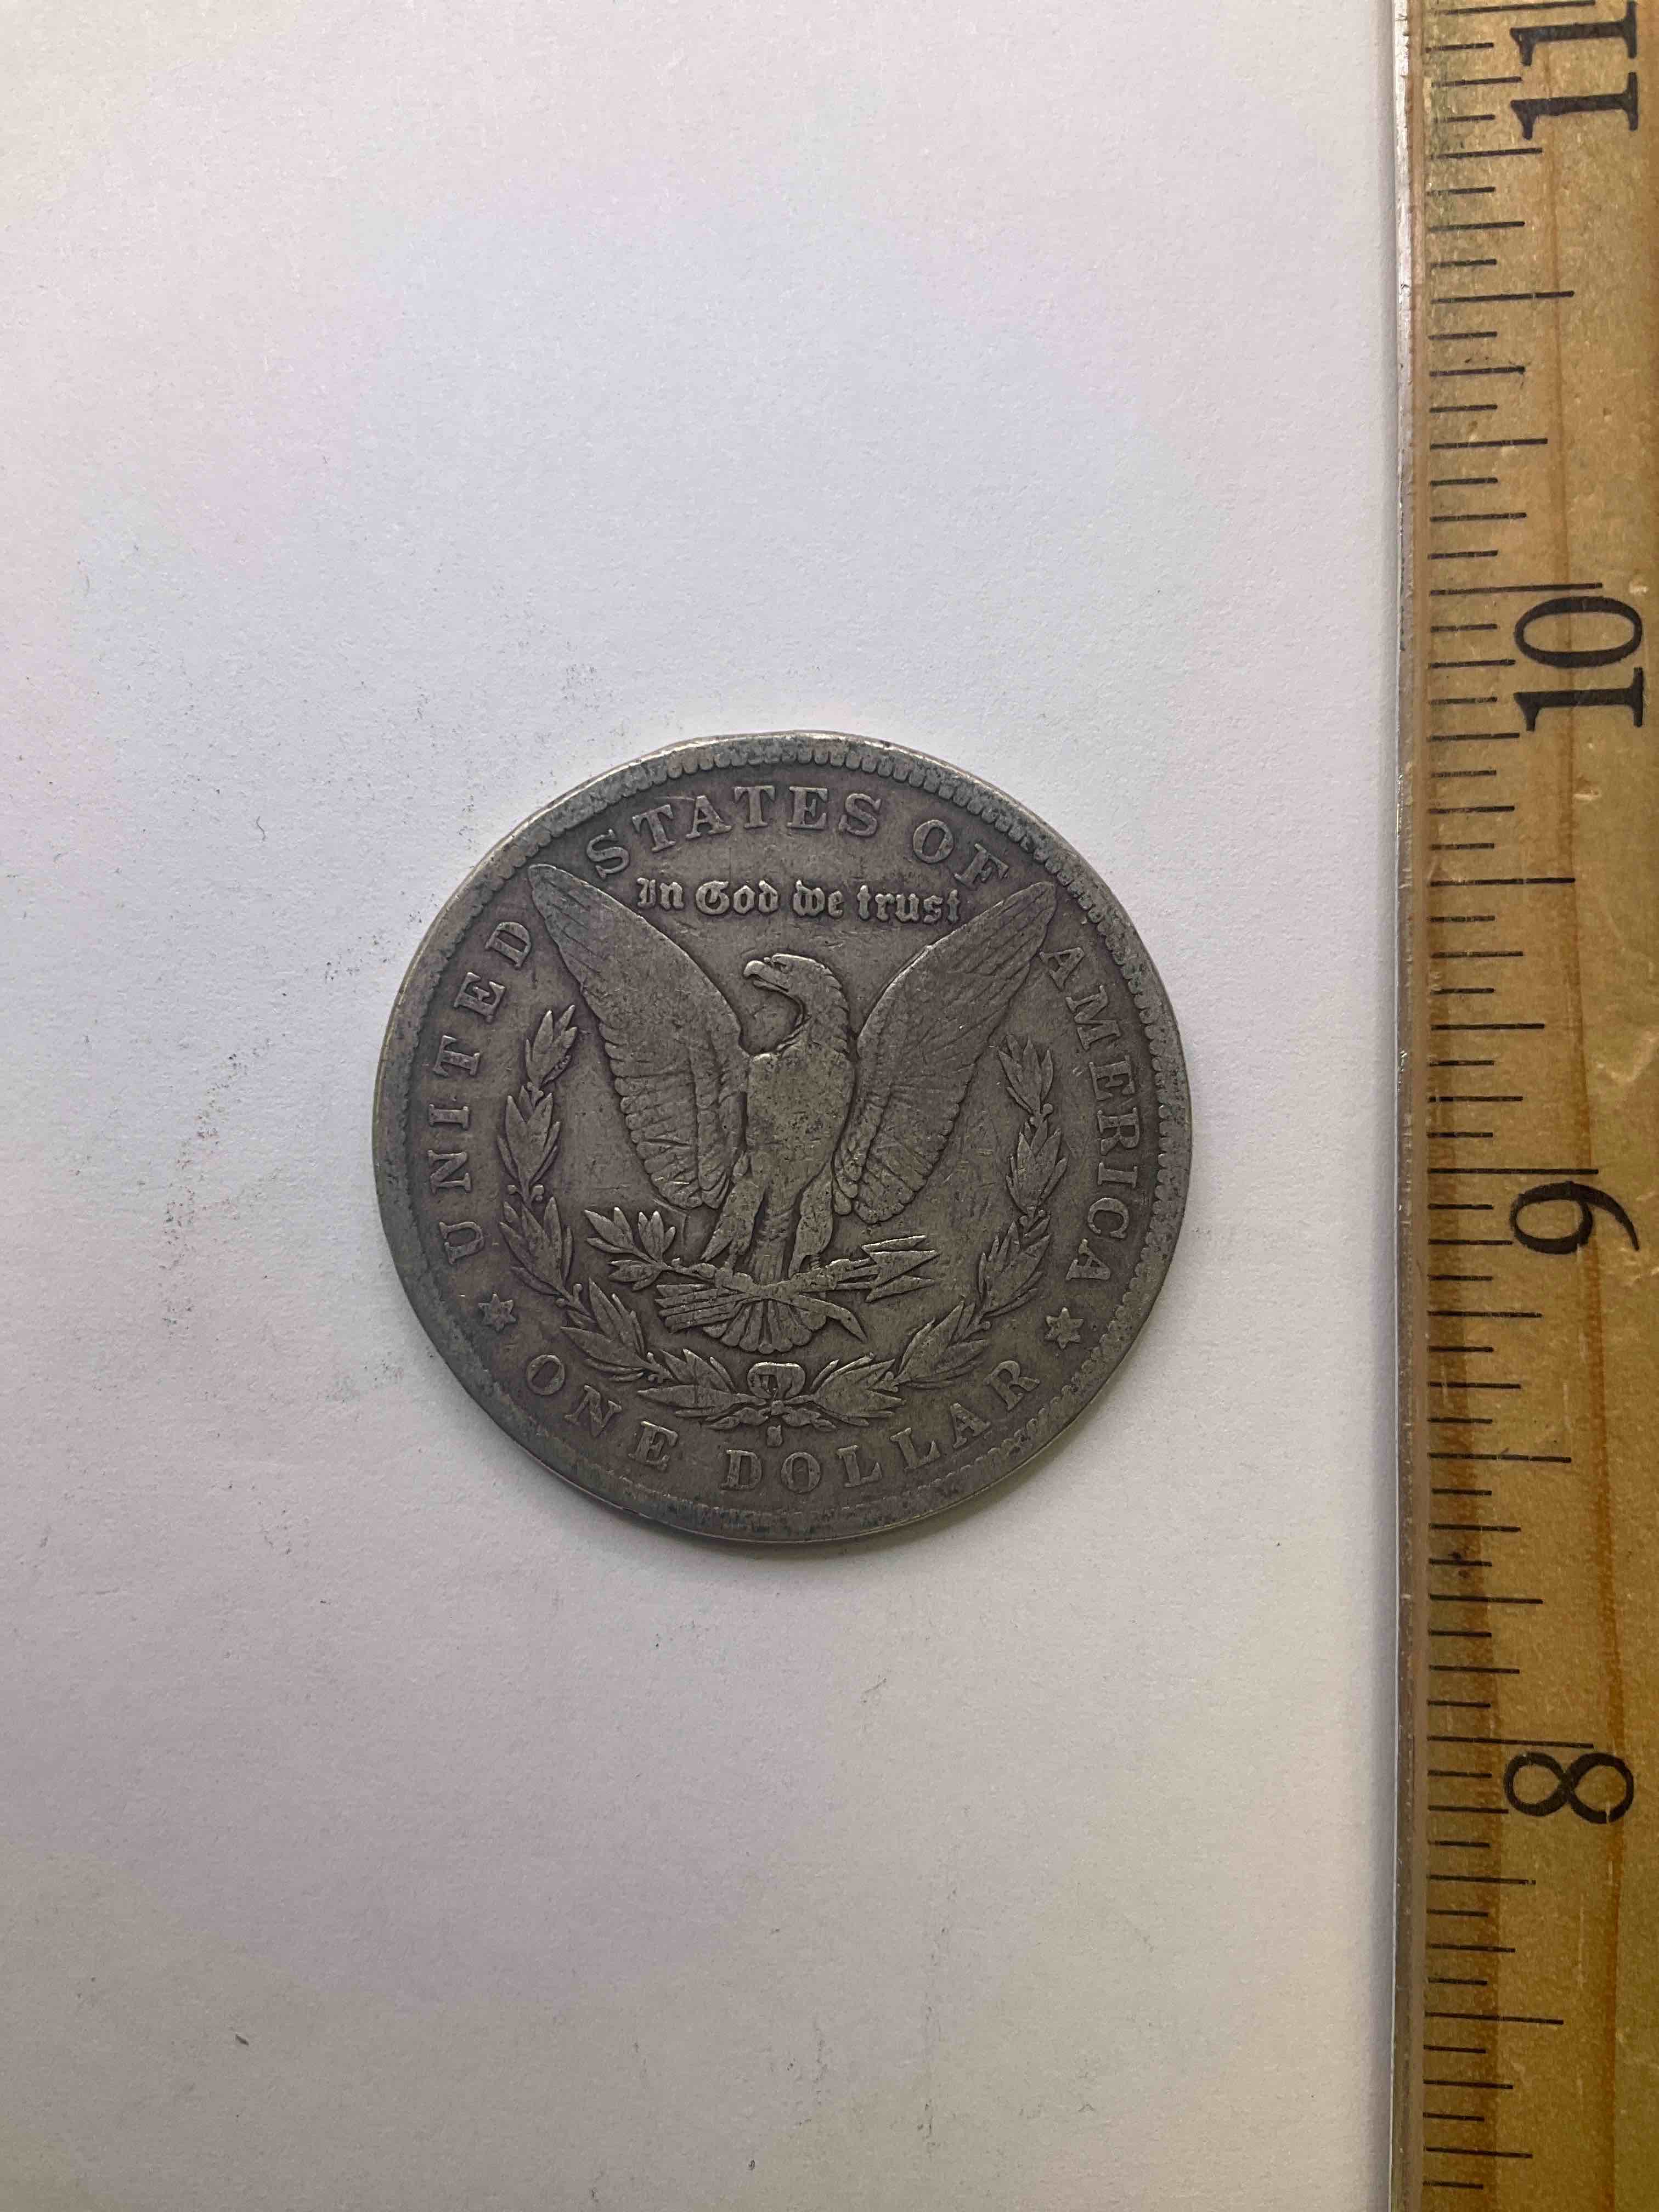 UNITED STATES OF AMERICA
In God we trust
S
ONE DOLLAR
11
10
9
8